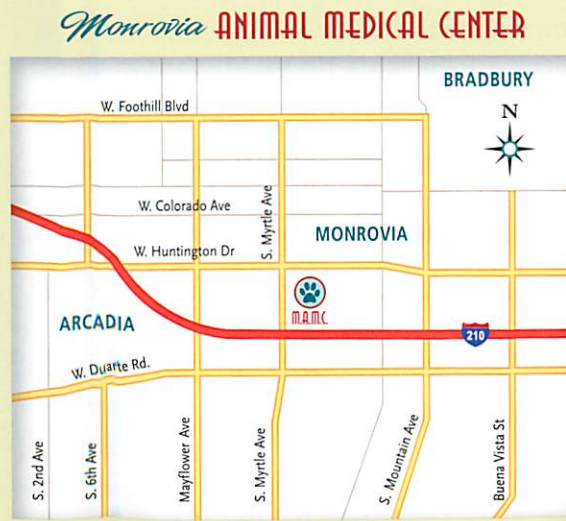 Monrovia ANIMAL MEDICAL CENTER
BRADBURY
N
W. Foothill Blvd
W. Colorado Ave
S. Myrtle Ave
MONROVIA
W. Huntington Dr
M.A.M.C.
ARCADIA
210
W. Duarte Rd.
S. 2nd Ave
S. 6th Ave
Mayflower Ave
S. Myrtle Ave
S. Mountain Ave
Buena Vista St